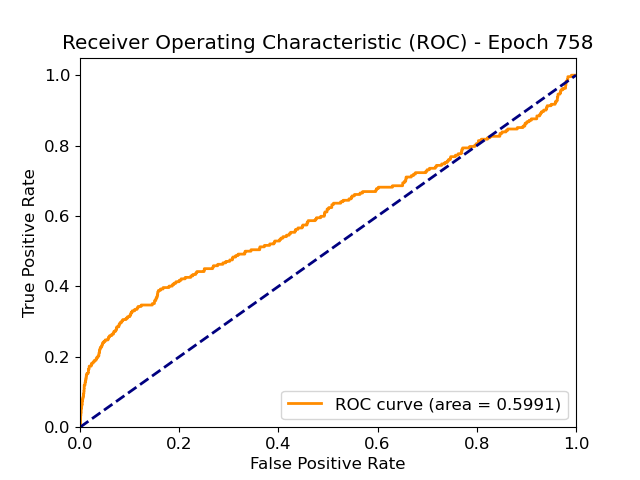 Receiver Operating Characteristic (ROC) - Epoch 758
1.0
0.8
0.6
0.4
0.2
0.0
True Positive Rate
ROC curve (area = 0.5991)
0.0 0.2 0.4 0.6 0.8 1.0
False Positive Rate